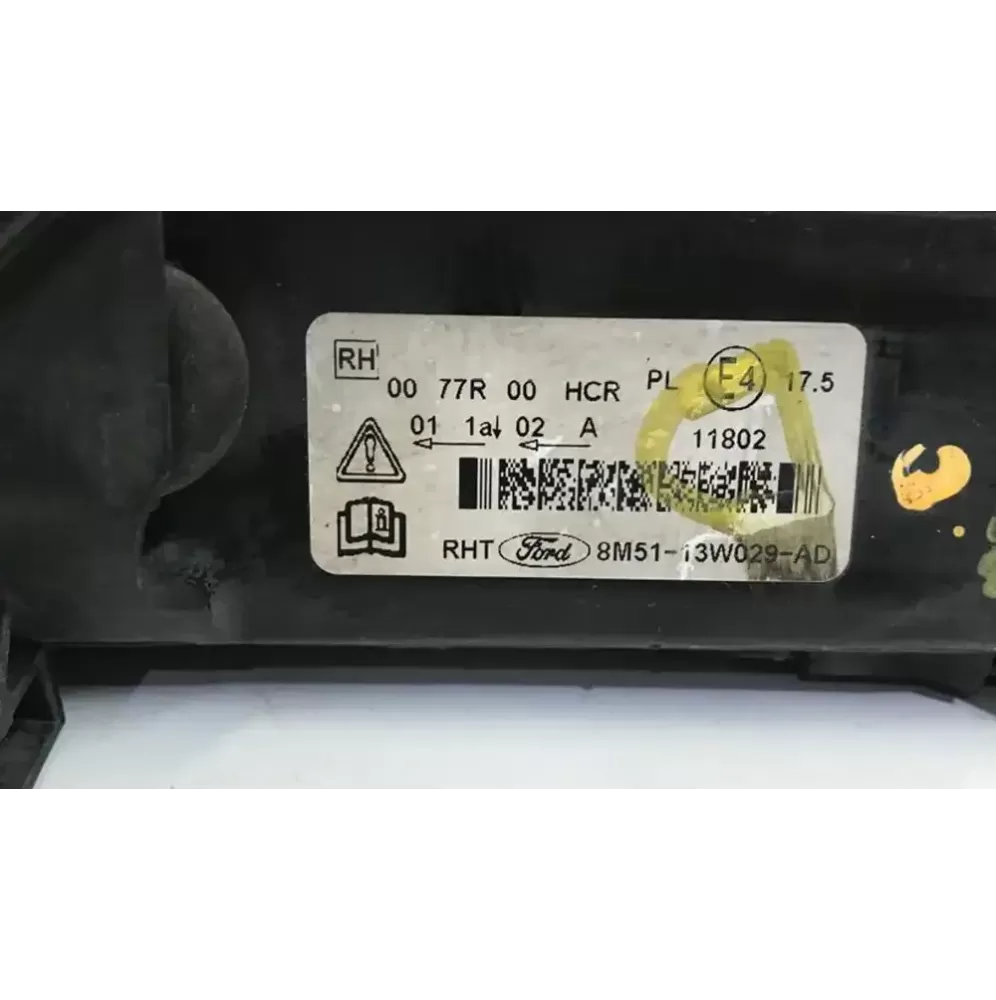 RH
00 77R 00 HCR PL E4 17.5
01 1a↓ 02 A 11802
RHT Ford 8M51-13W029-AD